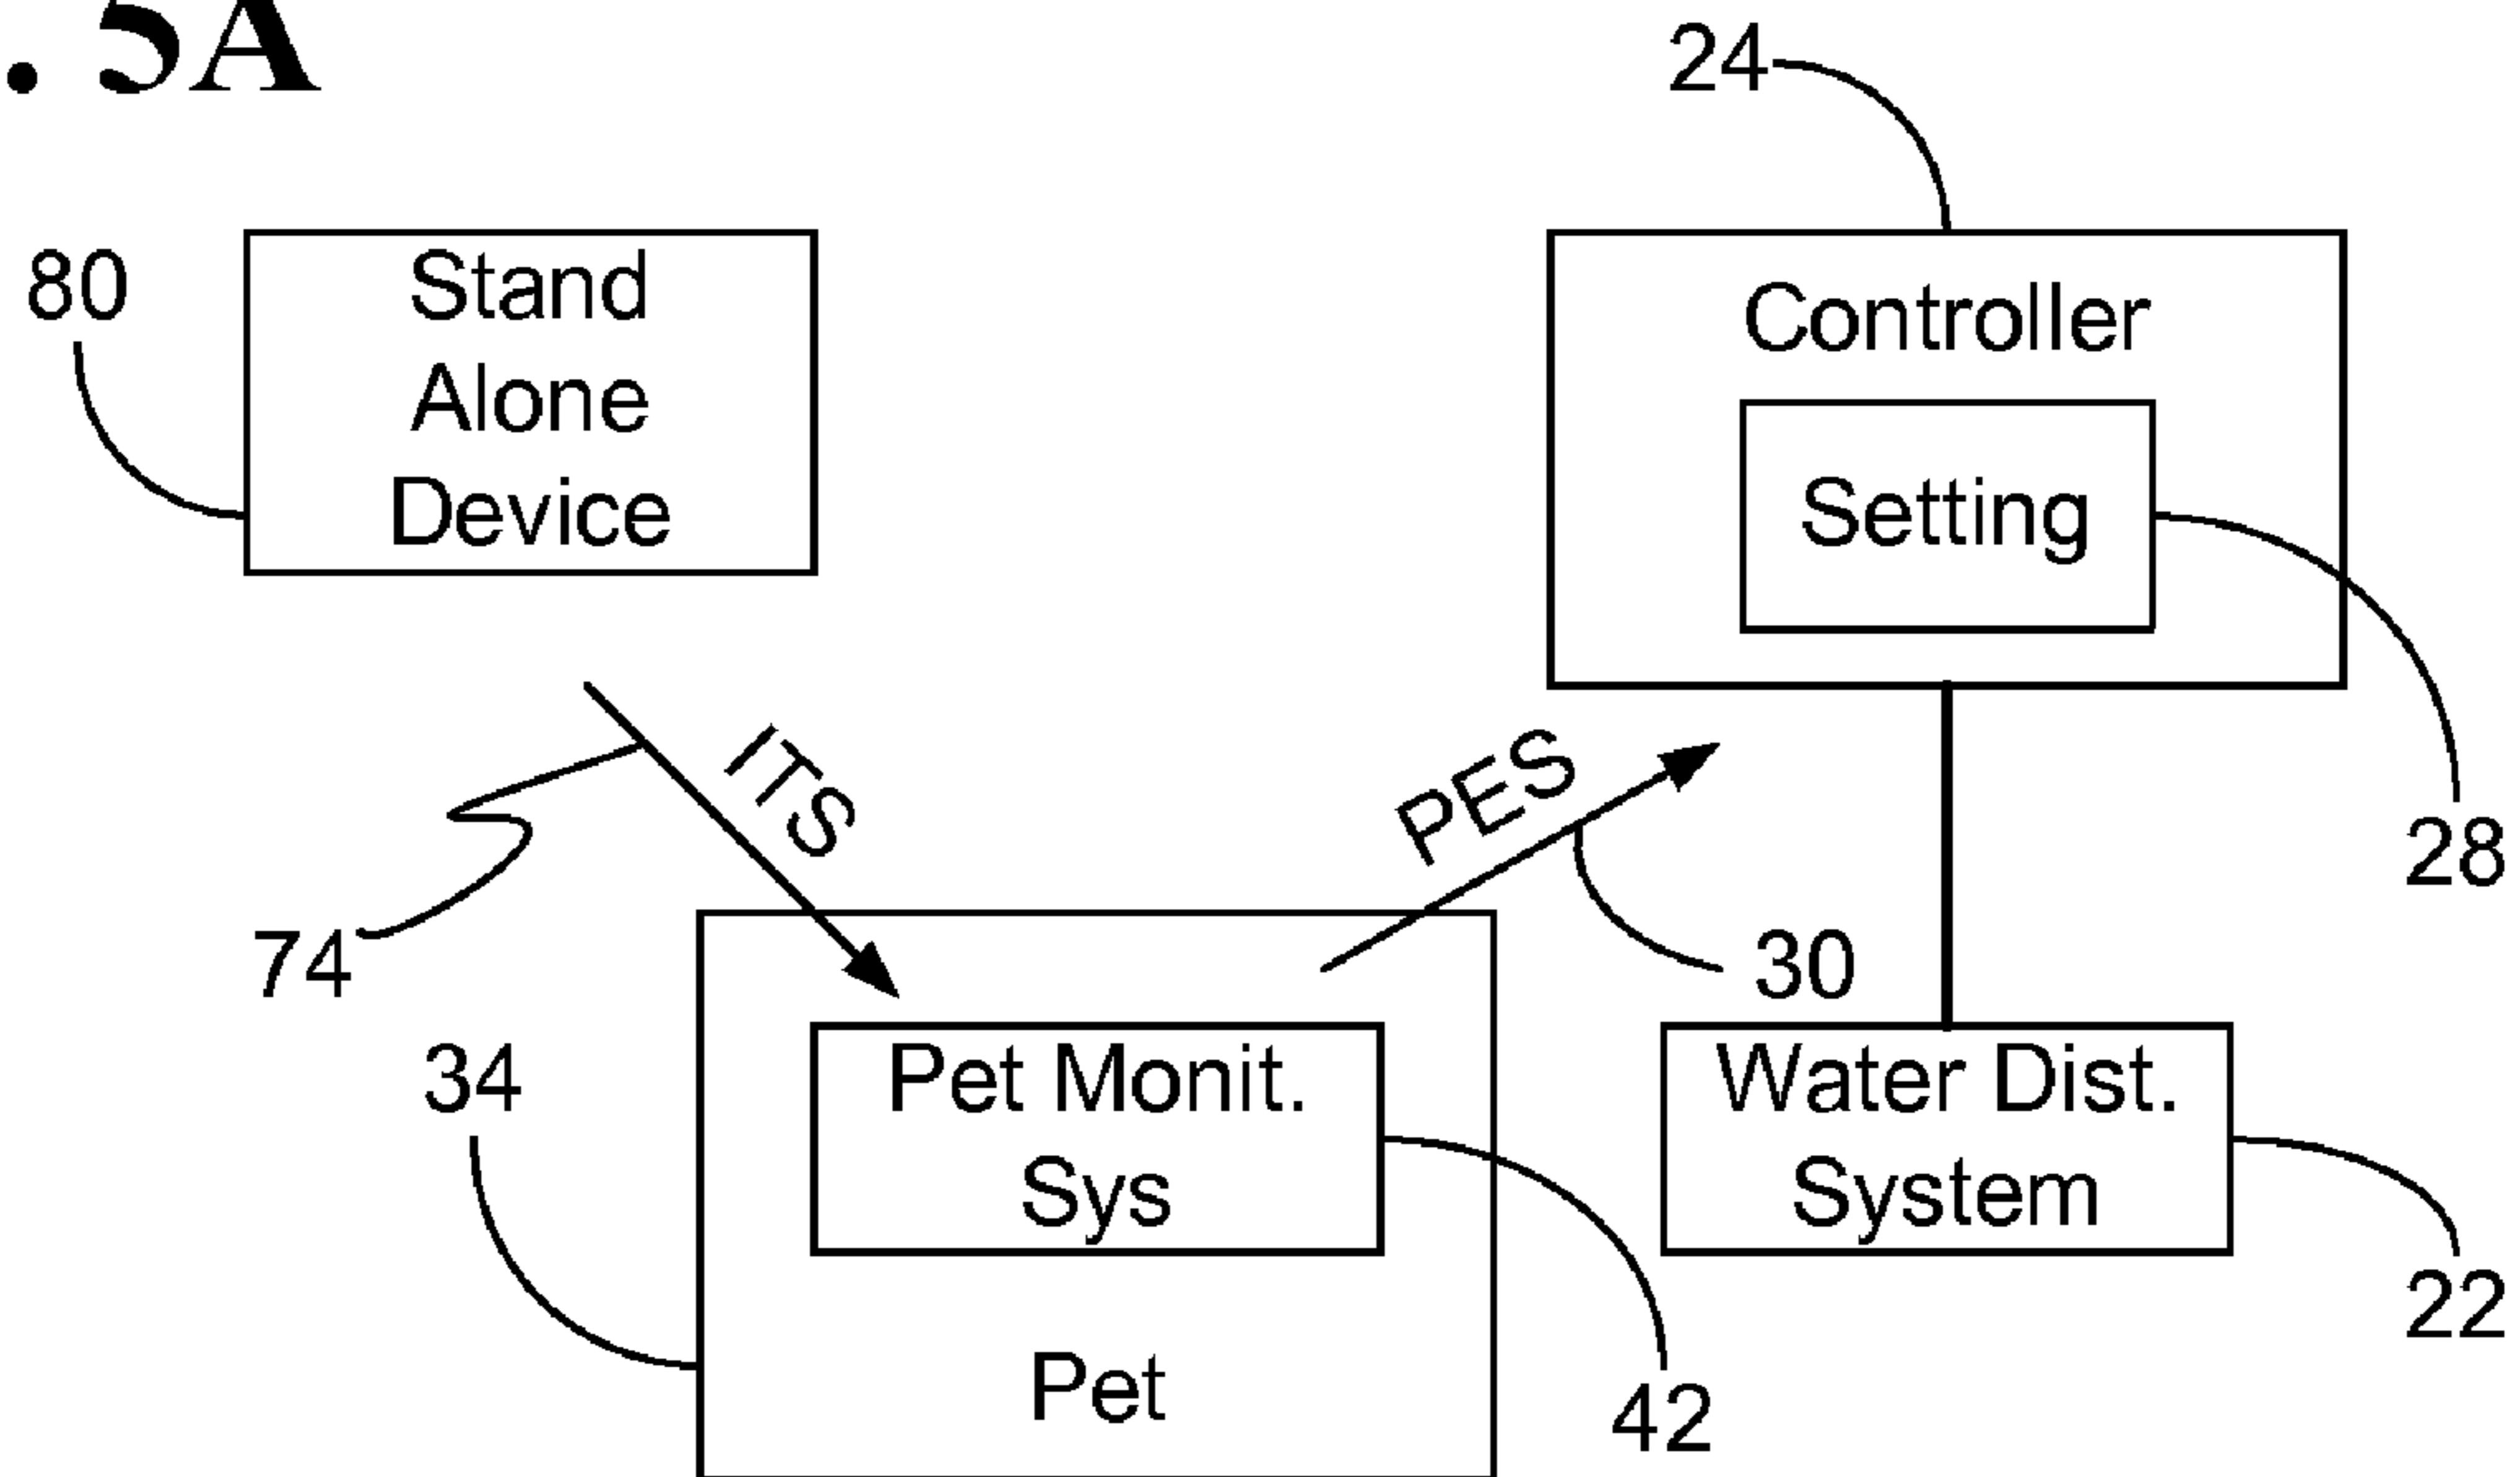 . 5A
24
80
Stand
Alone
Device
Controller
Setting
ITS
PES
28
74
30
34
Pet Monit.
Sys
Water Dist.
System
22
Pet
42